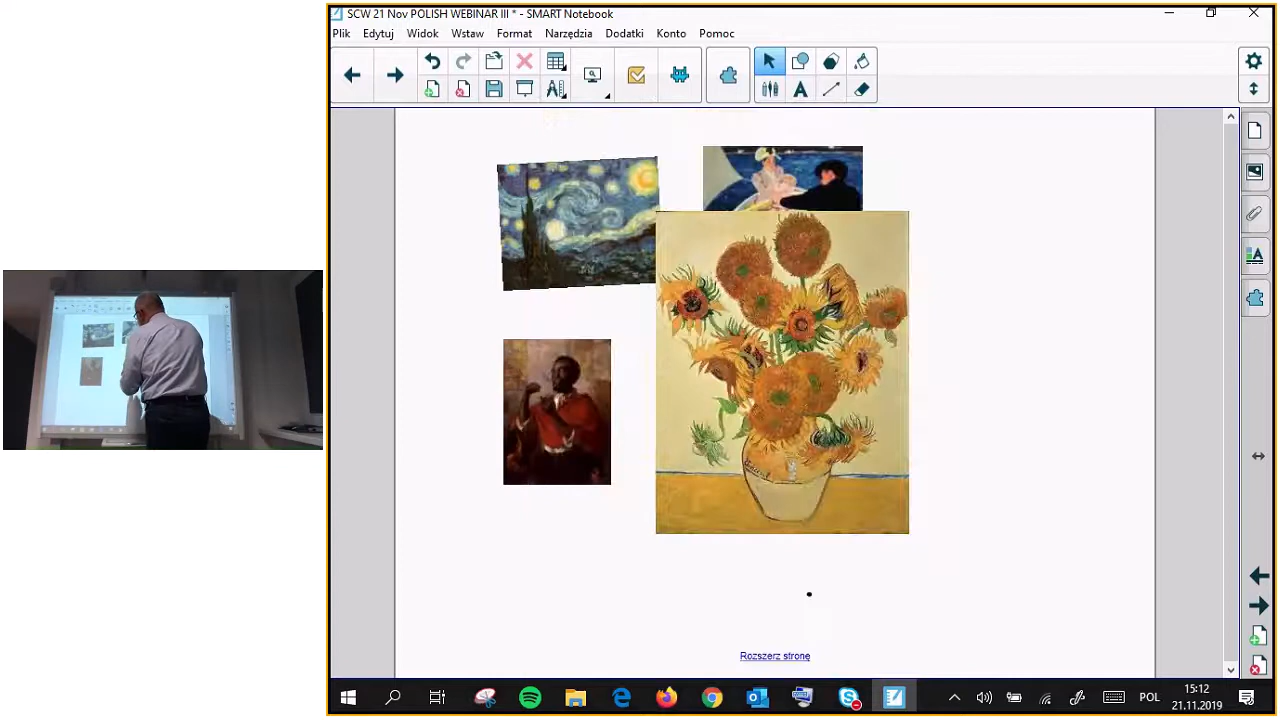 SCW 21 Nov POLISH WEBINAR III * - SMART Notebook
Plik Edytuj Widok Wstaw Format Narzędzia Dodatki Konto Pomoc
Rozszerz stronę
POL
15:12
21.11.2019